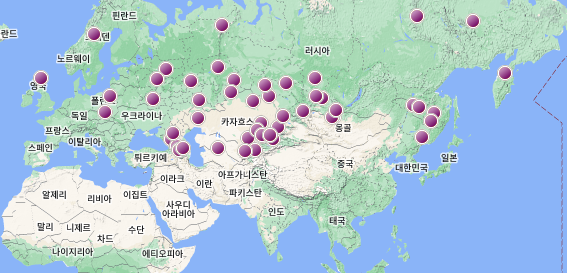 핀란드
란드
노르웨이
러시아
영국
독일
우크라이나
카자흐스
몽골
프랑스
이탈리아
스페인
튀르키예
대한민국
일본
중국
이라크
이란
아프가니스탄
파키스탄
알제리
리비아
이집트
사우디
아라비아
인도
태국
말리
니제르
수단
차드
나이지리아
에티오피아